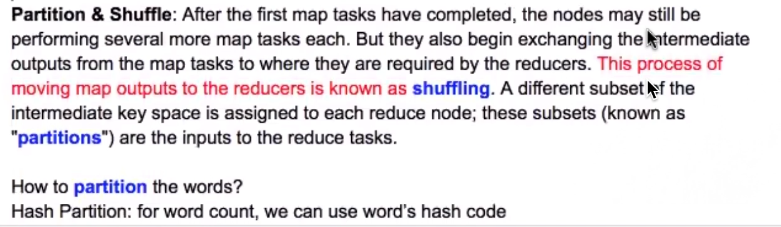 Partition & Shuffle: After the first map tasks have completed, the nodes may still be
performing several more map tasks each. But they also begin exchanging the intermediate
outputs from the map tasks to where they are required by the reducers. This process of
moving map outputs to the reducers is known as shuffling. A different subset of the
intermediate key space is assigned to each reduce node; these subsets (known as
"partitions") are the inputs to the reduce tasks.
How to partition the words?
Hash Partition: for word count, we can use word's hash code